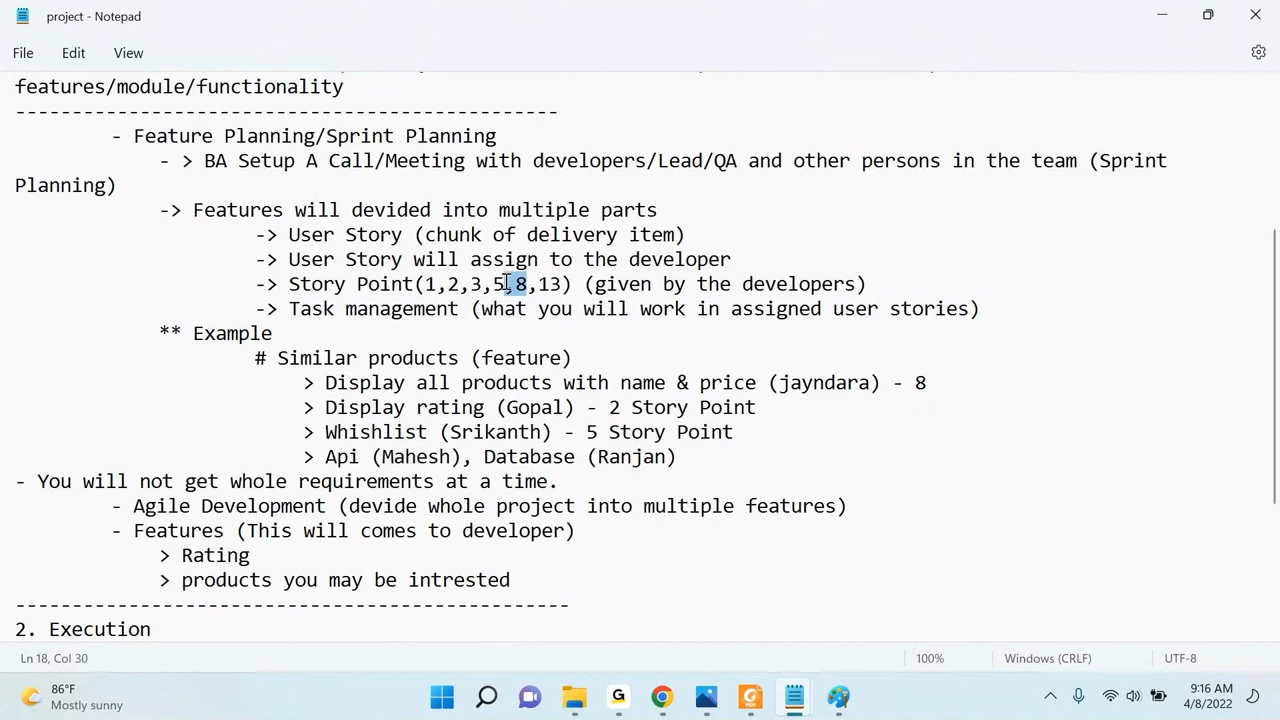 project - Notepad
File Edit View
features/module/functionality
------------------------------------------------
- Feature Planning/Sprint Planning
- > BA Setup A Call/Meeting with developers/Lead/QA and other persons in the team (Sprint
Planning)
-> Features will devided into multiple parts
-> User Story (chunk of delivery item)
-> User Story will assign to the developer
-> Story Point(1,2,3,5,8,13) (given by the developers)
-> Task management (what you will work in assigned user stories)
** Example
# Similar products (feature)
> Display all products with name & price (jayndara) - 8
> Display rating (Gopal) - 2 Story Point
> Whishlist (Srikanth) - 5 Story Point
> Api (Mahesh), Database (Ranjan)
- You will not get whole requirements at a time.
- Agile Development (devide whole project into multiple features)
- Features (This will comes to developer)
> Rating
> products you may be intrested
-------------------------------------------------
2. Execution
Ln 18, Col 30 100% Windows (CRLF) UTF-8
86°F
Mostly sunny
9:16 AM
4/8/2022